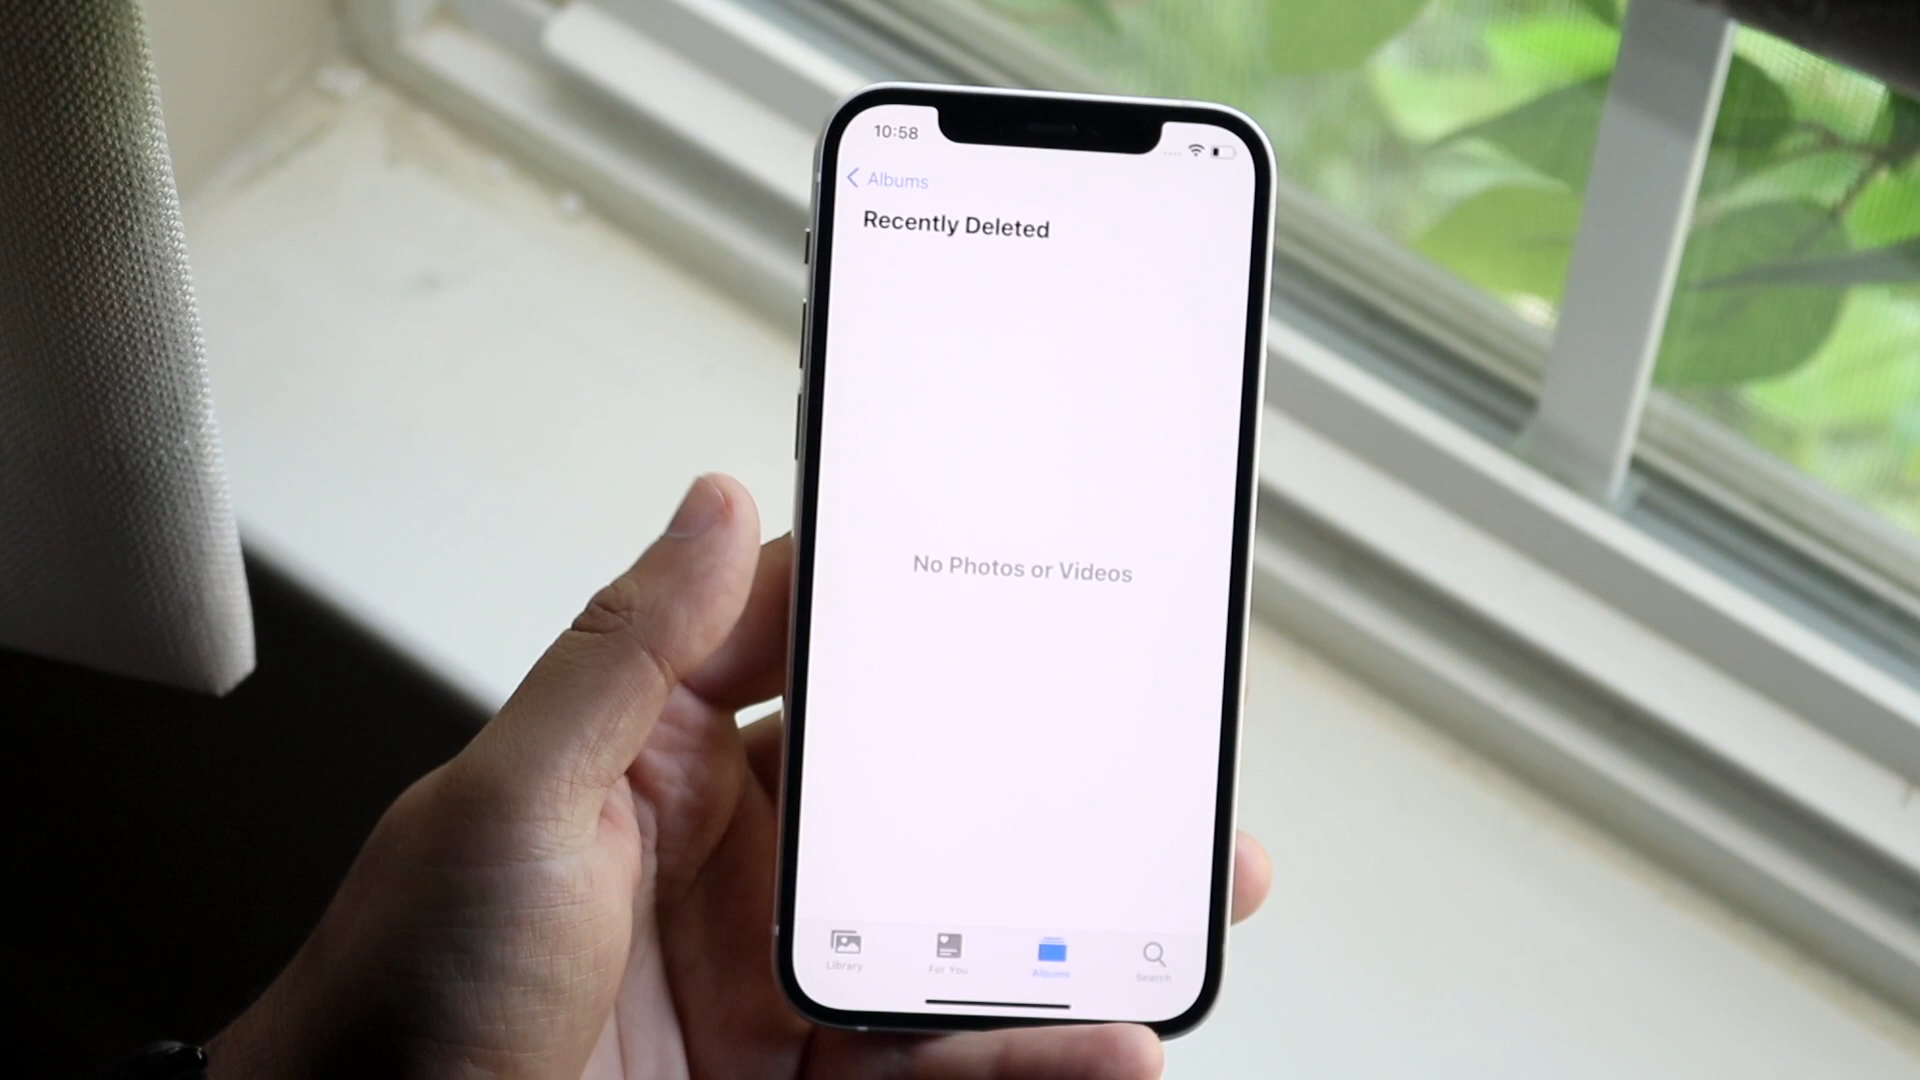 10:58
Albums
Recently Deleted
No Photos or Videos
Library
For You
Albums
Search